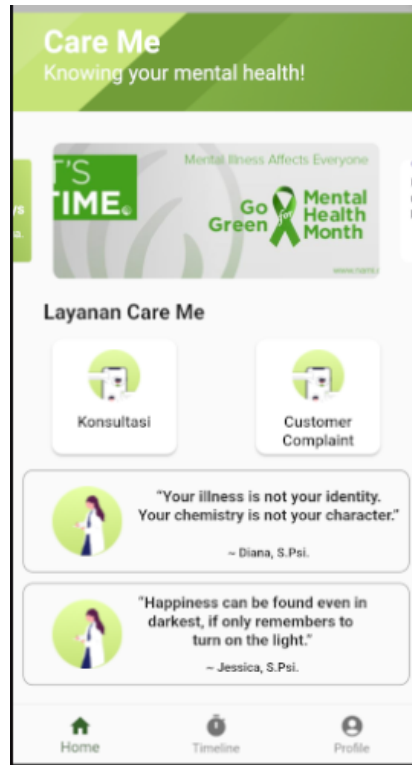 Care Me
Knowing your mental health!
T'S
TIME.
Mental Illness Affects Everyone
Go Green for Mental Health Month
Layanan Care Me
Konsultasi
Customer
Complaint
"Your illness is not your identity.
Your chemistry is not your character."
~ Diana, S.Psi.
"Happiness can be found even in
darkest, if only remembers to
turn on the light."
~ Jessica, S.Psi.
Home
Timeline
Profile